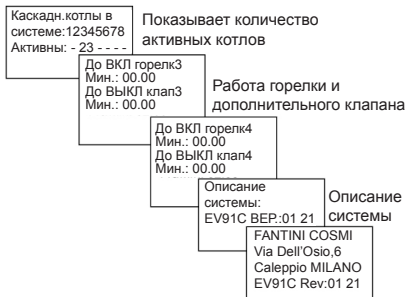 Каскадн.котлы в
системе:12345678
Активны: - 23 - - - -
Показывает количество
активных котлов
До ВКЛ горелк3
Мин.: 00.00
До ВЫКЛ клап3
Мин.: 00.00
Работа горелки и
дополнительного клапана
До ВКЛ горелк4
Мин.: 00.00
До ВЫКЛ клап4
Мин.: 00.00
Описание
системы:
EV91C ВЕР.:01 21
Описание
системы
FANTINI COSMI
Via Dell'Osio,6
Caleppio MILANO
EV91C Rev:01 21